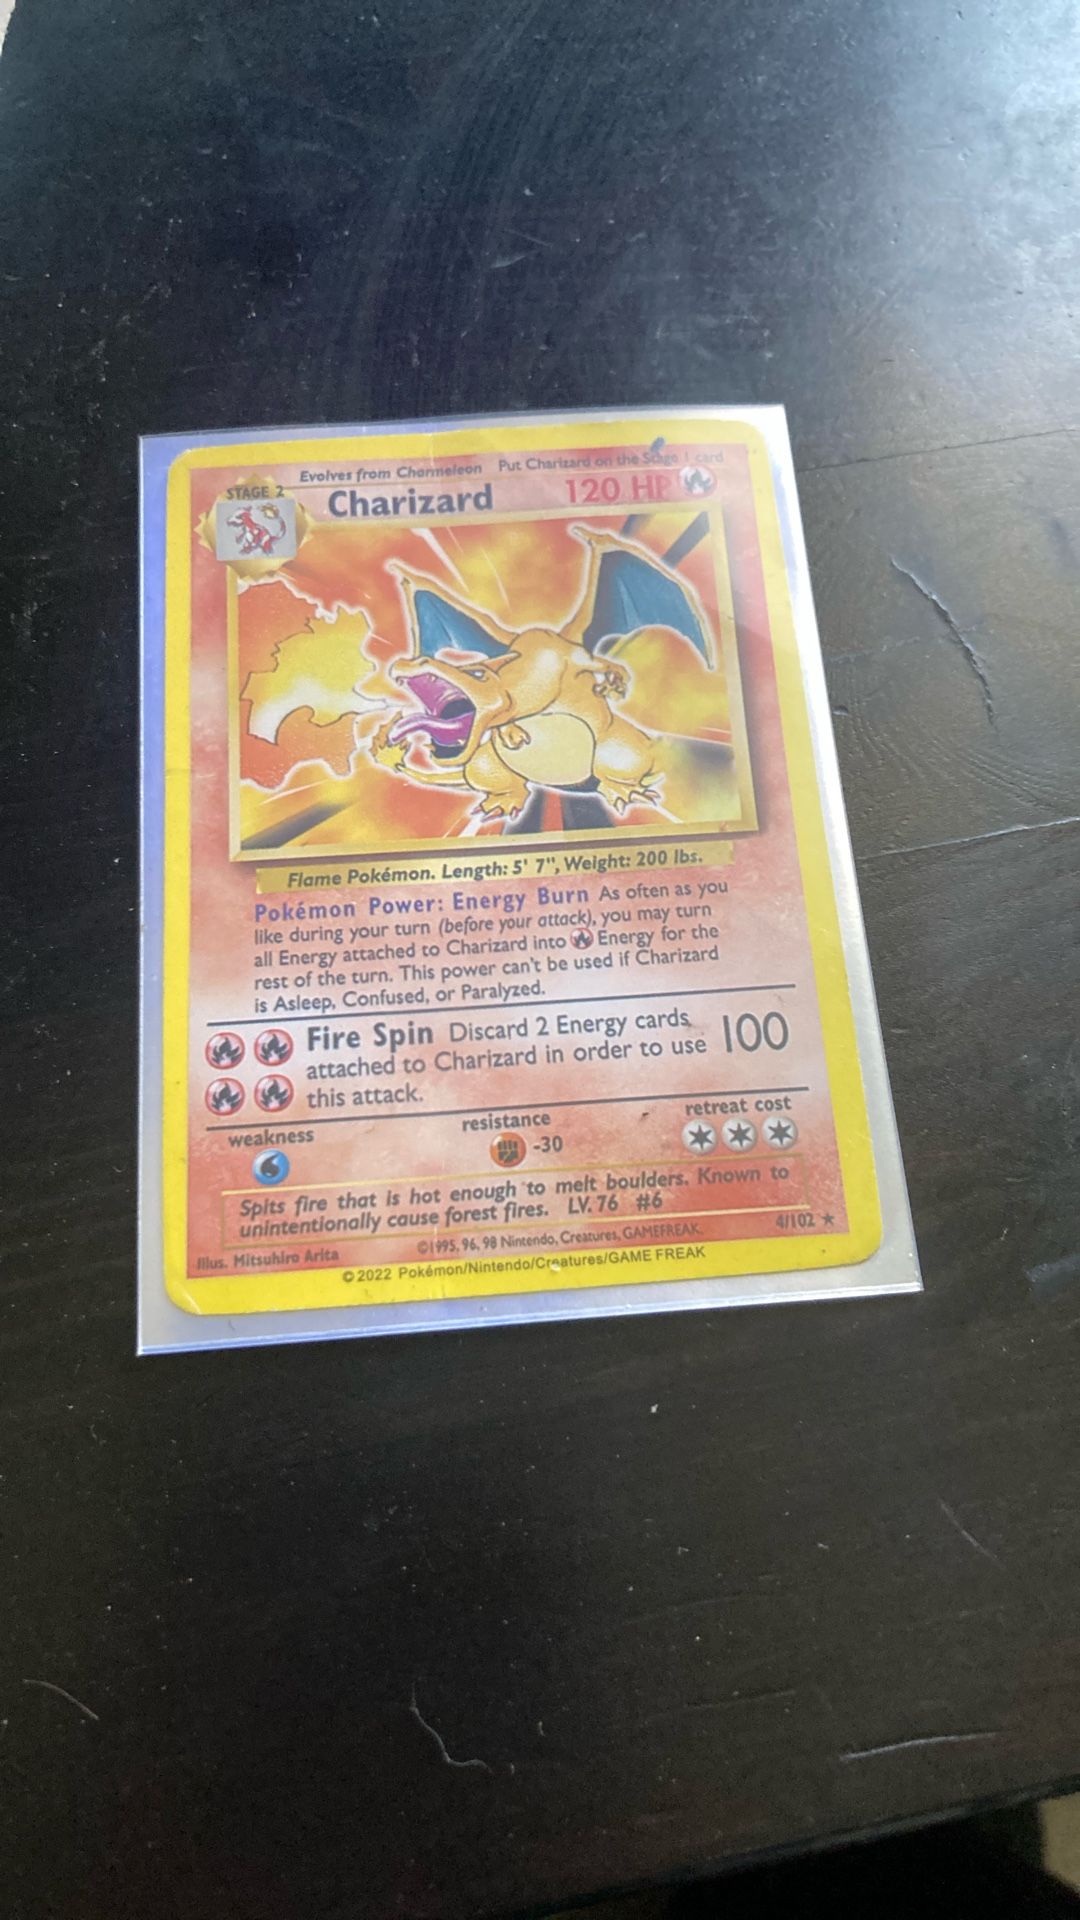 Evolves from Charmeleon Put Charizard on the Stage 1 card
STAGE 2
Charizard 120 HP
Flame Pokémon. Length: 5' 7", Weight: 200 lbs.
Pokémon Power: Energy Burn As often as you
like during your turn (before your attack), you may turn
all Energy attached to Charizard into Energy for the
rest of the turn. This power can't be used if Charizard
is Asleep, Confused, or Paralyzed.
Fire Spin Discard 2 Energy cards
attached to Charizard in order to use 100
this attack.
weakness resistance retreat cost
-30
Spits fire that is hot enough to melt boulders. Known to
unintentionally cause forest fires. LV. 76 #6
Illus. Mitsuhiro Arita ©1995, 96, 98 Nintendo, Creatures, GAMEFREAK. 4/102 ★
© 2022 Pokémon/Nintendo/Creatures/GAME FREAK